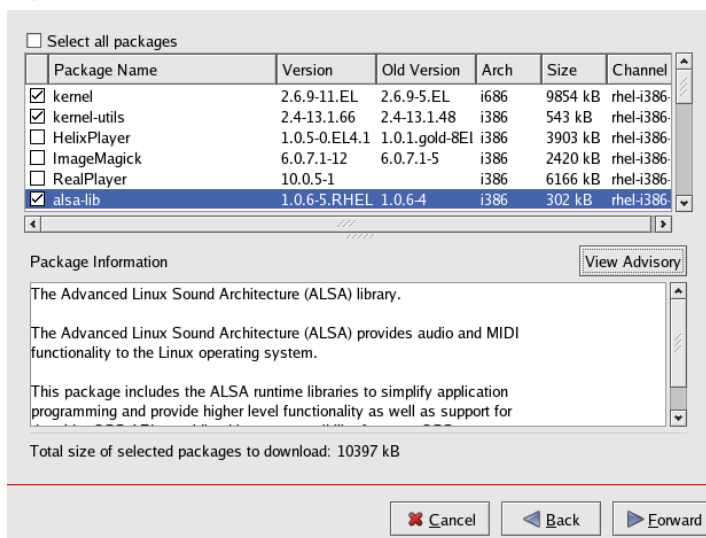 Select all packages
Package Name Version Old Version Arch Size Channel
kernel 2.6.9-11.EL 2.6.9-5.EL i686 9854 kB rhel-i386-
kernel-utils 2.4-13.1.66 2.4-13.1.48 i386 543 kB rhel-i386-
HelixPlayer 1.0.5-0.EL4.1 1.0.1.gold-8EL i386 3903 kB rhel-i386-
ImageMagick 6.0.7.1-12 6.0.7.1-5 i386 2420 kB rhel-i386-
RealPlayer 10.0.5-1 i386 6166 kB rhel-i386-
alsa-lib 1.0.6-5.RHEL 1.0.6-4 i386 302 kB rhel-i386-
Package Information
View Advisory
The Advanced Linux Sound Architecture (ALSA) library.
The Advanced Linux Sound Architecture (ALSA) provides audio and MIDI
functionality to the Linux operating system.
This package includes the ALSA runtime libraries to simplify application
programming and provide higher level functionality as well as support for
Total size of selected packages to download: 10397 kB
Cancel Back Forward